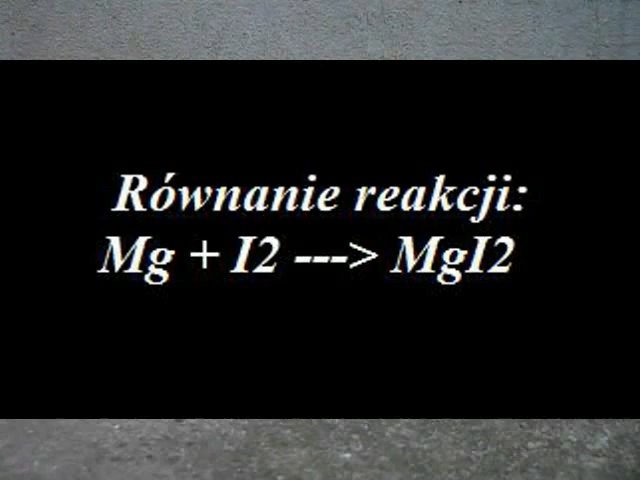 Równanie reakcji:
Mg + I2 ---> MgI2